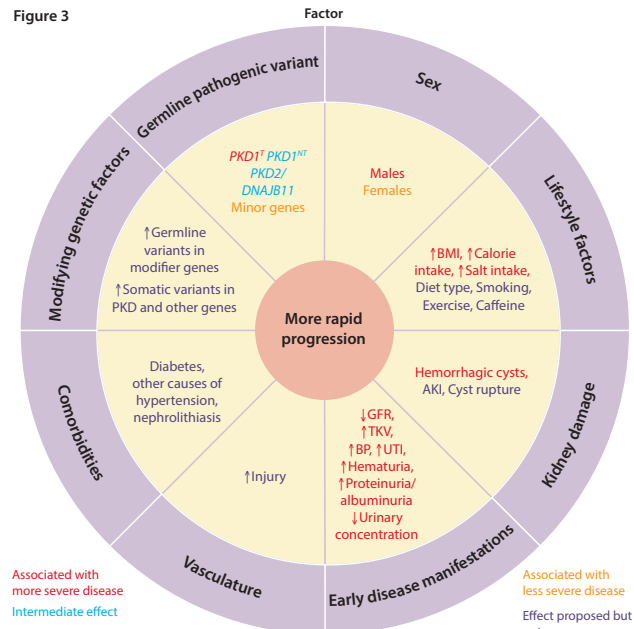 Figure 3
Factor
Germline pathogenic variant
Sex
Lifestyle factors
Kidney damage
Early disease manifestations
Vasculature
Comorbidities
Modifying genetic factors
PKD1ᵀ PKD1ᴺᵀ
PKD2/
DNAJB11
Minor genes
Males
Females
↑BMI, ↑Calorie
intake, ↑Salt intake,
Diet type, Smoking,
Exercise, Caffeine
Hemorrhagic cysts,
AKI, Cyst rupture
↓GFR,
↑TKV,
↑BP, ↑UTI,
↑Hematuria,
↑Proteinuria/
albuminuria
↓Urinary
concentration
↑Injury
Diabetes,
other causes of
hypertension,
nephrolithiasis
↑Germline
variants in
modifier genes
↑Somatic variants in
PKD and other genes
More rapid
progression
Associated with
more severe disease
Intermediate effect
Associated with
less severe disease
Effect proposed but